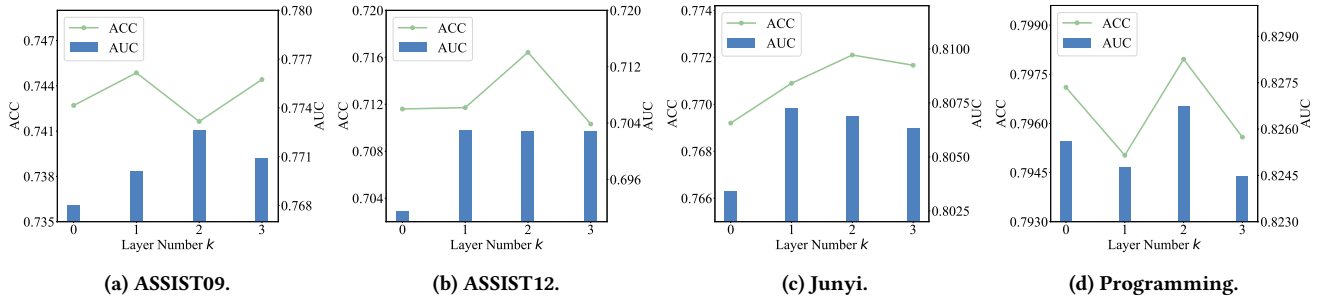 0.747
0.744
0.741
0.738
0.735
ACC
0.780
0.777
0.774
0.771
0.768
AUC
ACC
AUC
0 1 2 3
Layer Number k
(a) ASSIST09.
0.720
0.716
0.712
0.708
0.704
ACC
0.720
0.712
0.704
0.696
AUC
ACC
AUC
0 1 2 3
Layer Number k
(b) ASSIST12.
0.774
0.772
0.770
0.769
0.767
0.766
ACC
0.8100
0.8075
0.8050
0.8025
AUC
ACC
AUC
0 1 2 3
Layer Number k
(c) Junyi.
0.7990
0.7975
0.7960
0.7945
0.7930
ACC
0.8290
0.8275
0.8260
0.8245
0.8230
AUC
ACC
AUC
0 1 2 3
Layer Number k
(d) Programming.